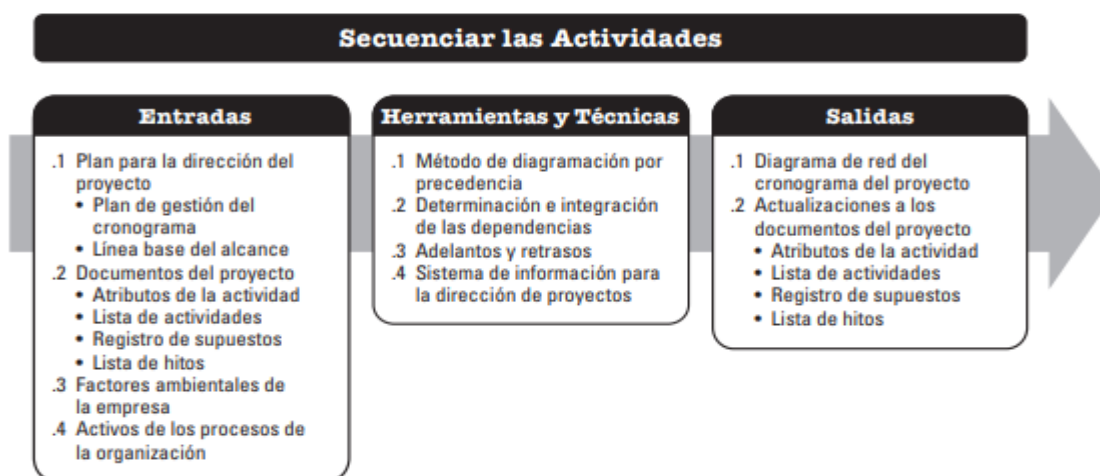 Secuenciar las Actividades
Entradas
.1 Plan para la dirección del
proyecto
• Plan de gestión del
cronograma
• Línea base del alcance
.2 Documentos del proyecto
• Atributos de la actividad
• Lista de actividades
• Registro de supuestos
• Lista de hitos
.3 Factores ambientales de
la empresa
.4 Activos de los procesos de
la organización
Herramientas y Técnicas
.1 Método de diagramación por
precedencia
.2 Determinación e integración
de las dependencias
.3 Adelantos y retrasos
.4 Sistema de información para
la dirección de proyectos
Salidas
.1 Diagrama de red del
cronograma del proyecto
.2 Actualizaciones a los
documentos del proyecto
• Atributos de la actividad
• Lista de actividades
• Registro de supuestos
• Lista de hitos